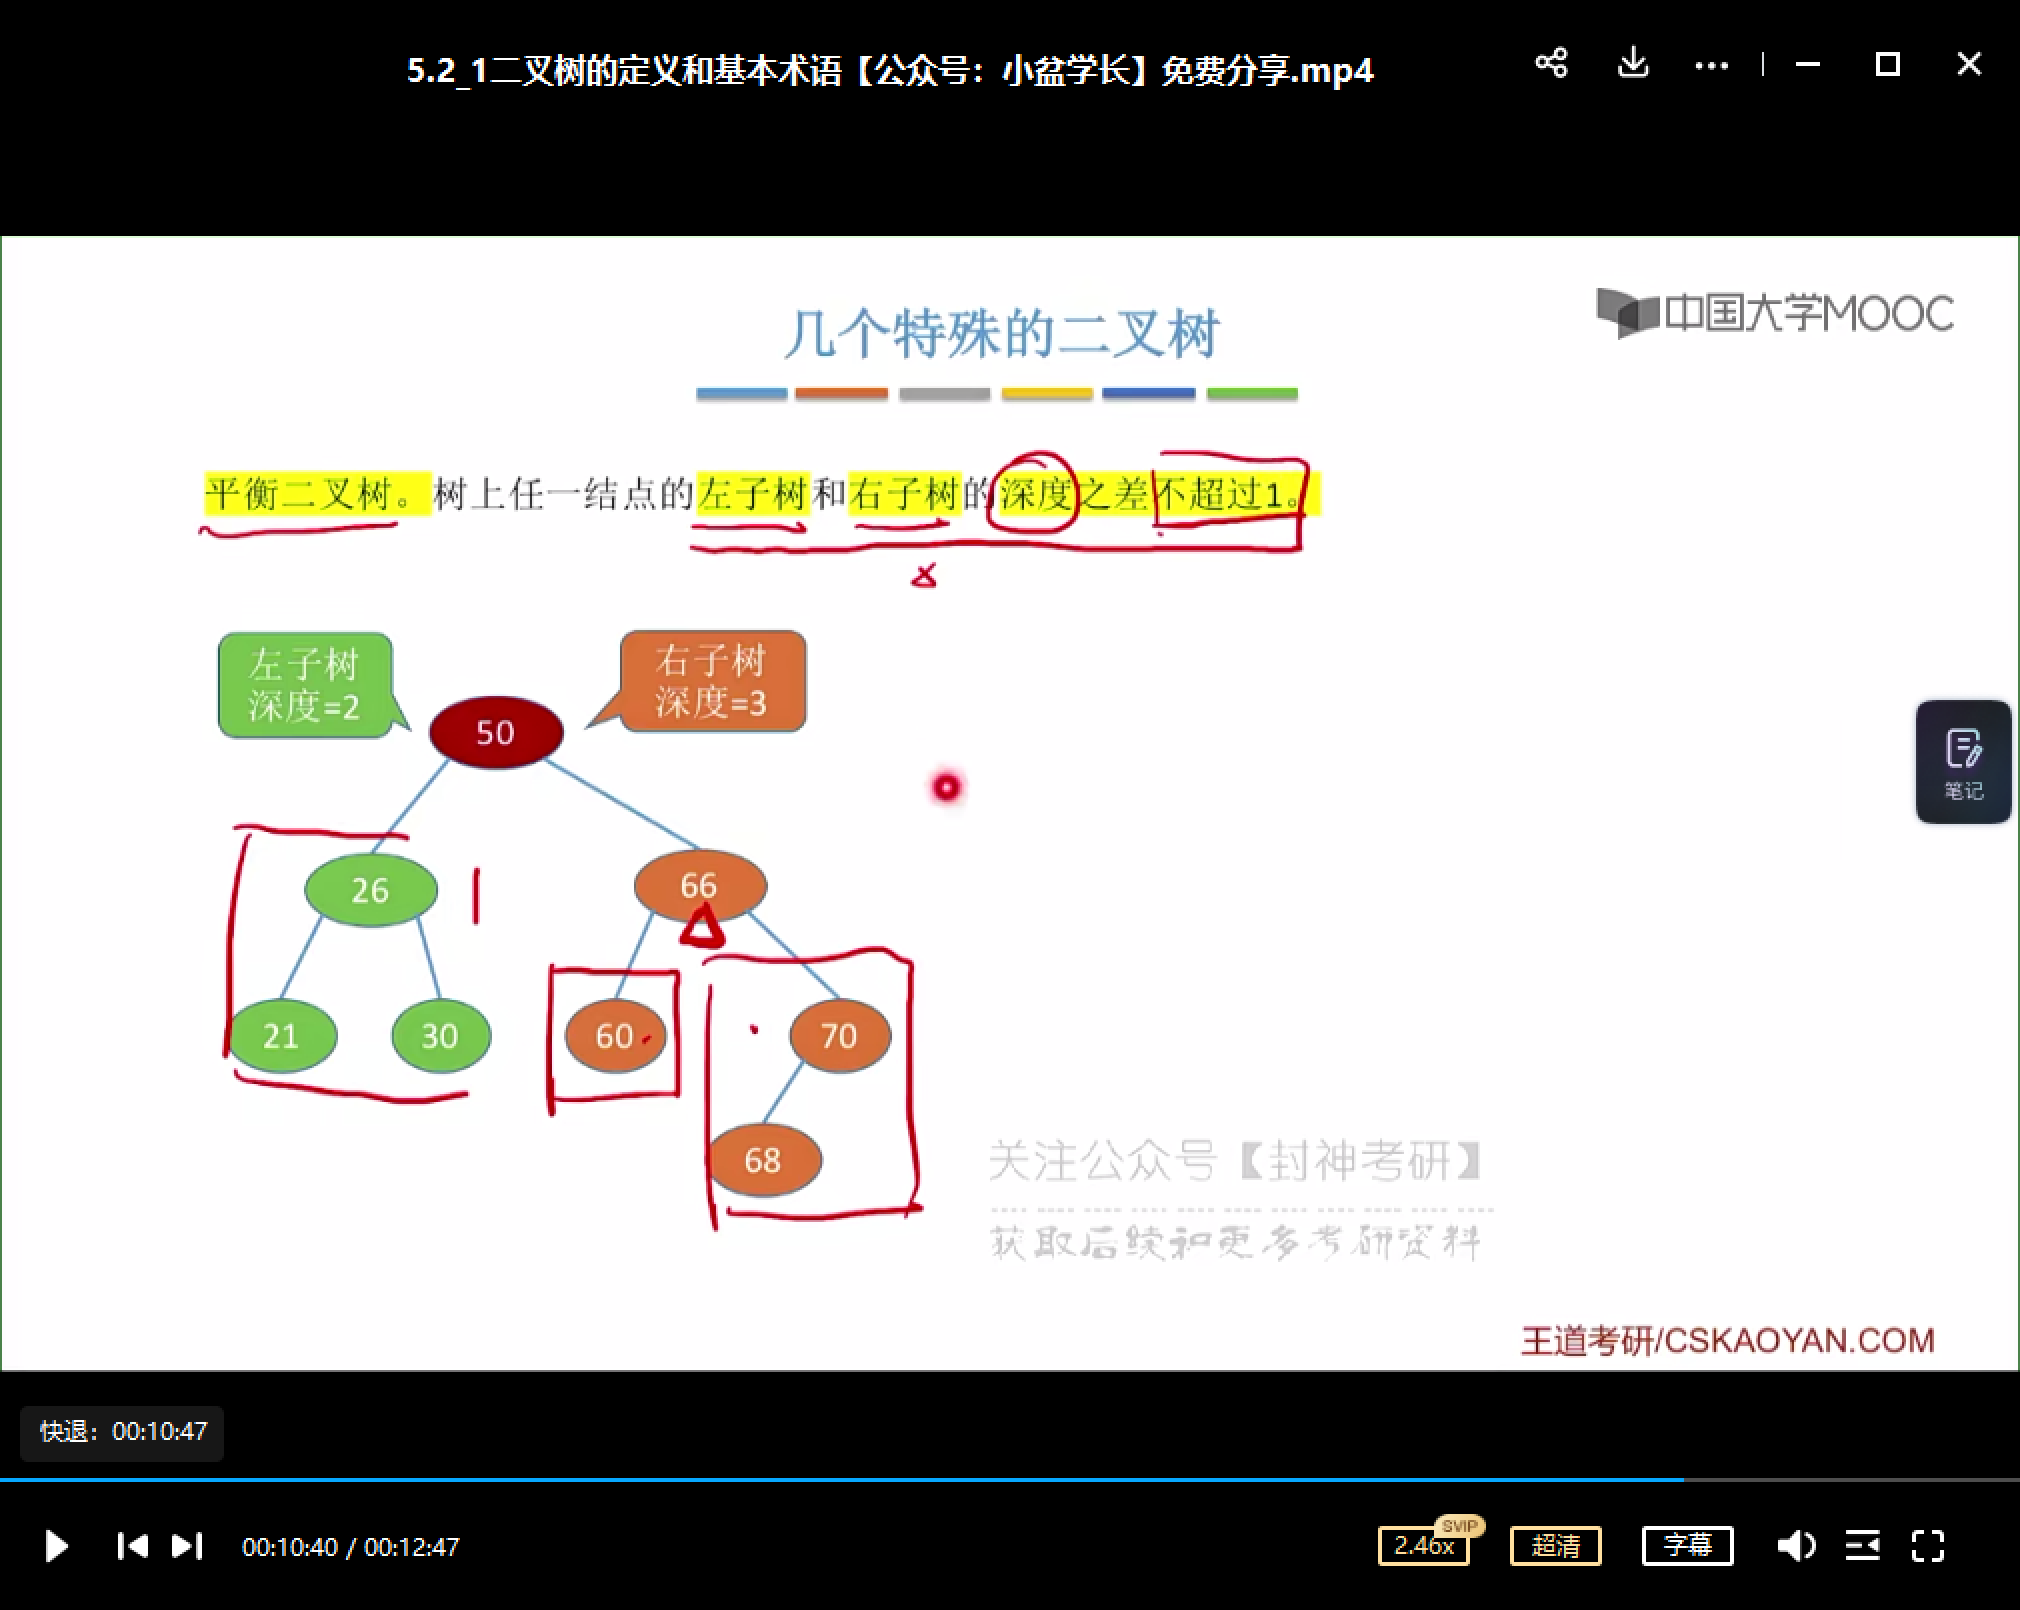 5.2_1二叉树的定义和基本术语【公众号：小盆学长】免费分享.mp4
中国大学MOOC
几个特殊的二叉树
平衡二叉树。树上任一结点的左子树和右子树的深度之差不超过1。
左子树
深度=2
右子树
深度=3
50
26
66
21
30
60
70
68
笔记
关注公众号【封神考研】
获取后续和更多考研资料
王道考研/CSKAOYAN.COM
快退：00:10:47
00:10:40 / 00:12:47
2.46x
SVIP
超清
字幕